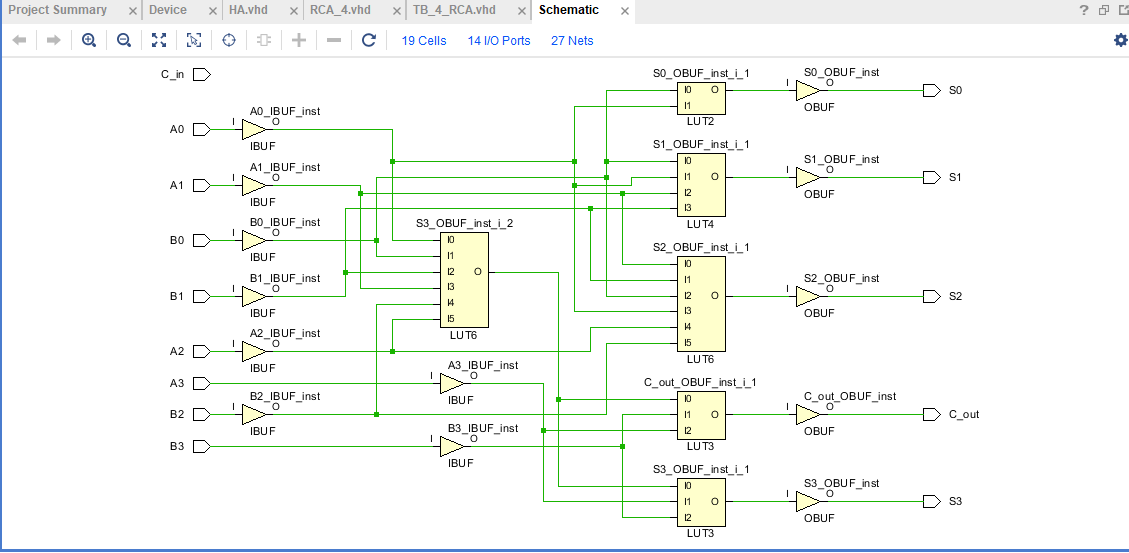 Project Summary Device HA.vhd RCA_4.vhd TB_4_RCA.vhd Schematic ?
19 Cells 14 I/O Ports 27 Nets
C_in
A0 I A0_IBUF_inst O IBUF
A1 I A1_IBUF_inst O IBUF
B0 I B0_IBUF_inst O IBUF
B1 I B1_IBUF_inst O IBUF
A2 I A2_IBUF_inst O IBUF
A3 I A3_IBUF_inst O IBUF
B2 I B2_IBUF_inst O IBUF
B3 I B3_IBUF_inst O IBUF
S3_OBUF_inst_i_2
I0
I1
I2 O
I3
I4
I5
LUT6
S0_OBUF_inst_i_1
I0 O
I1
LUT2
S0_OBUF_inst
I O
OBUF
S0
S1_OBUF_inst_i_1
I0
I1 O
I2
I3
LUT4
S1_OBUF_inst
I O
OBUF
S1
S2_OBUF_inst_i_1
I0
I1
I2 O
I3
I4
I5
LUT6
S2_OBUF_inst
I O
OBUF
S2
C_out_OBUF_inst_i_1
I0
I1 O
I2
LUT3
C_out_OBUF_inst
I O
OBUF
C_out
S3_OBUF_inst_i_1
I0
I1 O
I2
LUT3
S3_OBUF_inst
I O
OBUF
S3